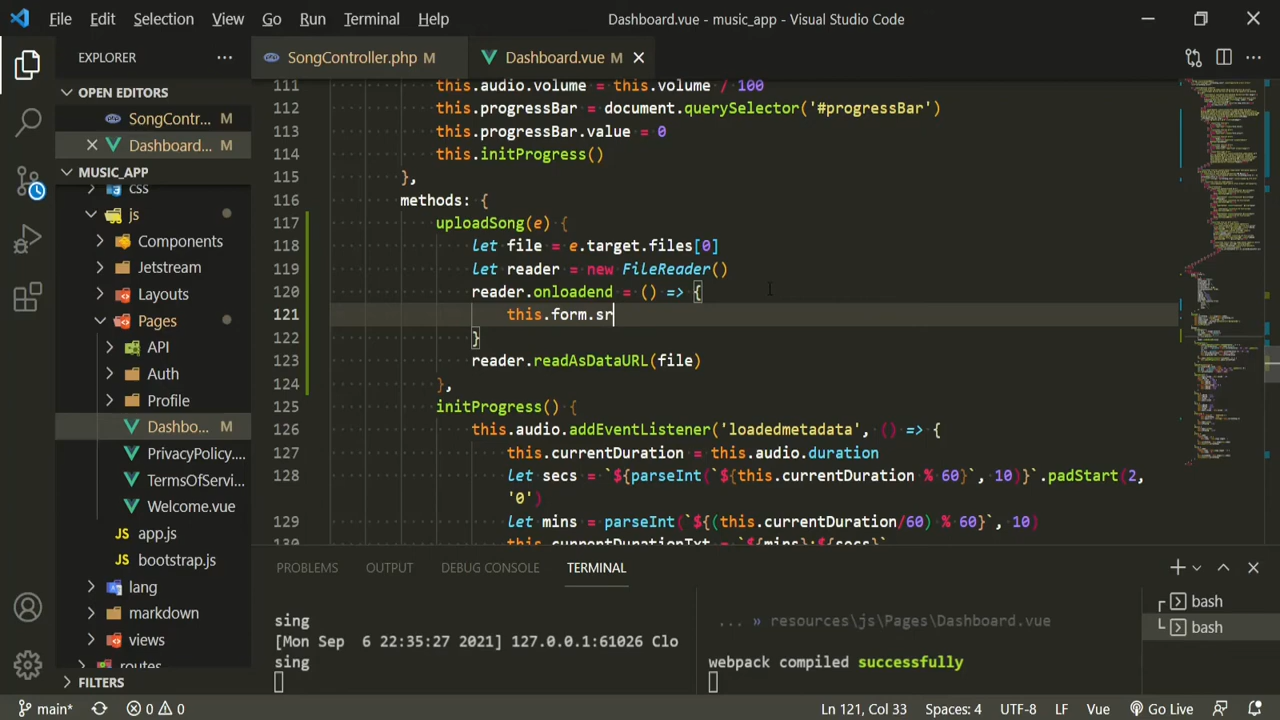 File Edit Selection View Go Run Terminal Help
Dashboard.vue - music_app - Visual Studio Code
EXPLORER
SongController.php M
Dashboard.vue M
OPEN EDITORS
SongContr... M
Dashboard... M
MUSIC_APP
css
js
Components
Jetstream
Layouts
Pages
API
Auth
Profile
Dashbo... M
PrivacyPolicy....
TermsOfServi...
Welcome.vue
app.js
bootstrap.js
lang
markdown
views
routes
FILTERS
111 this.audio.volume = this.volume / 100
112 this.progressBar = document.querySelector('#progressBar')
113 this.progressBar.value = 0
114 this.initProgress()
115 },
116 methods: {
117 uploadSong(e) {
118 let file = e.target.files[0]
119 let reader = new FileReader()
120 reader.onloadend = () => {
121 this.form.sr
122 }
123 reader.readAsDataURL(file)
124 },
125 initProgress() {
126 this.audio.addEventListener('loadedmetadata', () => {
127 this.currentDuration = this.audio.duration
128 let secs = `${parseInt(`${this.currentDuration % 60}`, 10)}`.padStart(2,
'0')
129 let mins = parseInt(`${(this.currentDuration/60) % 60}`, 10)
130 this.currentDurationTxt = `${mins}:${secs}`
PROBLEMS OUTPUT DEBUG CONSOLE TERMINAL
sing
[Mon Sep 6 22:35:27 2021] 127.0.0.1:61026 Clo
sing
... » resources\js\Pages\Dashboard.vue
webpack compiled successfully
bash
bash
main* 0 0
Ln 121, Col 33 Spaces: 4 UTF-8 LF Vue Go Live